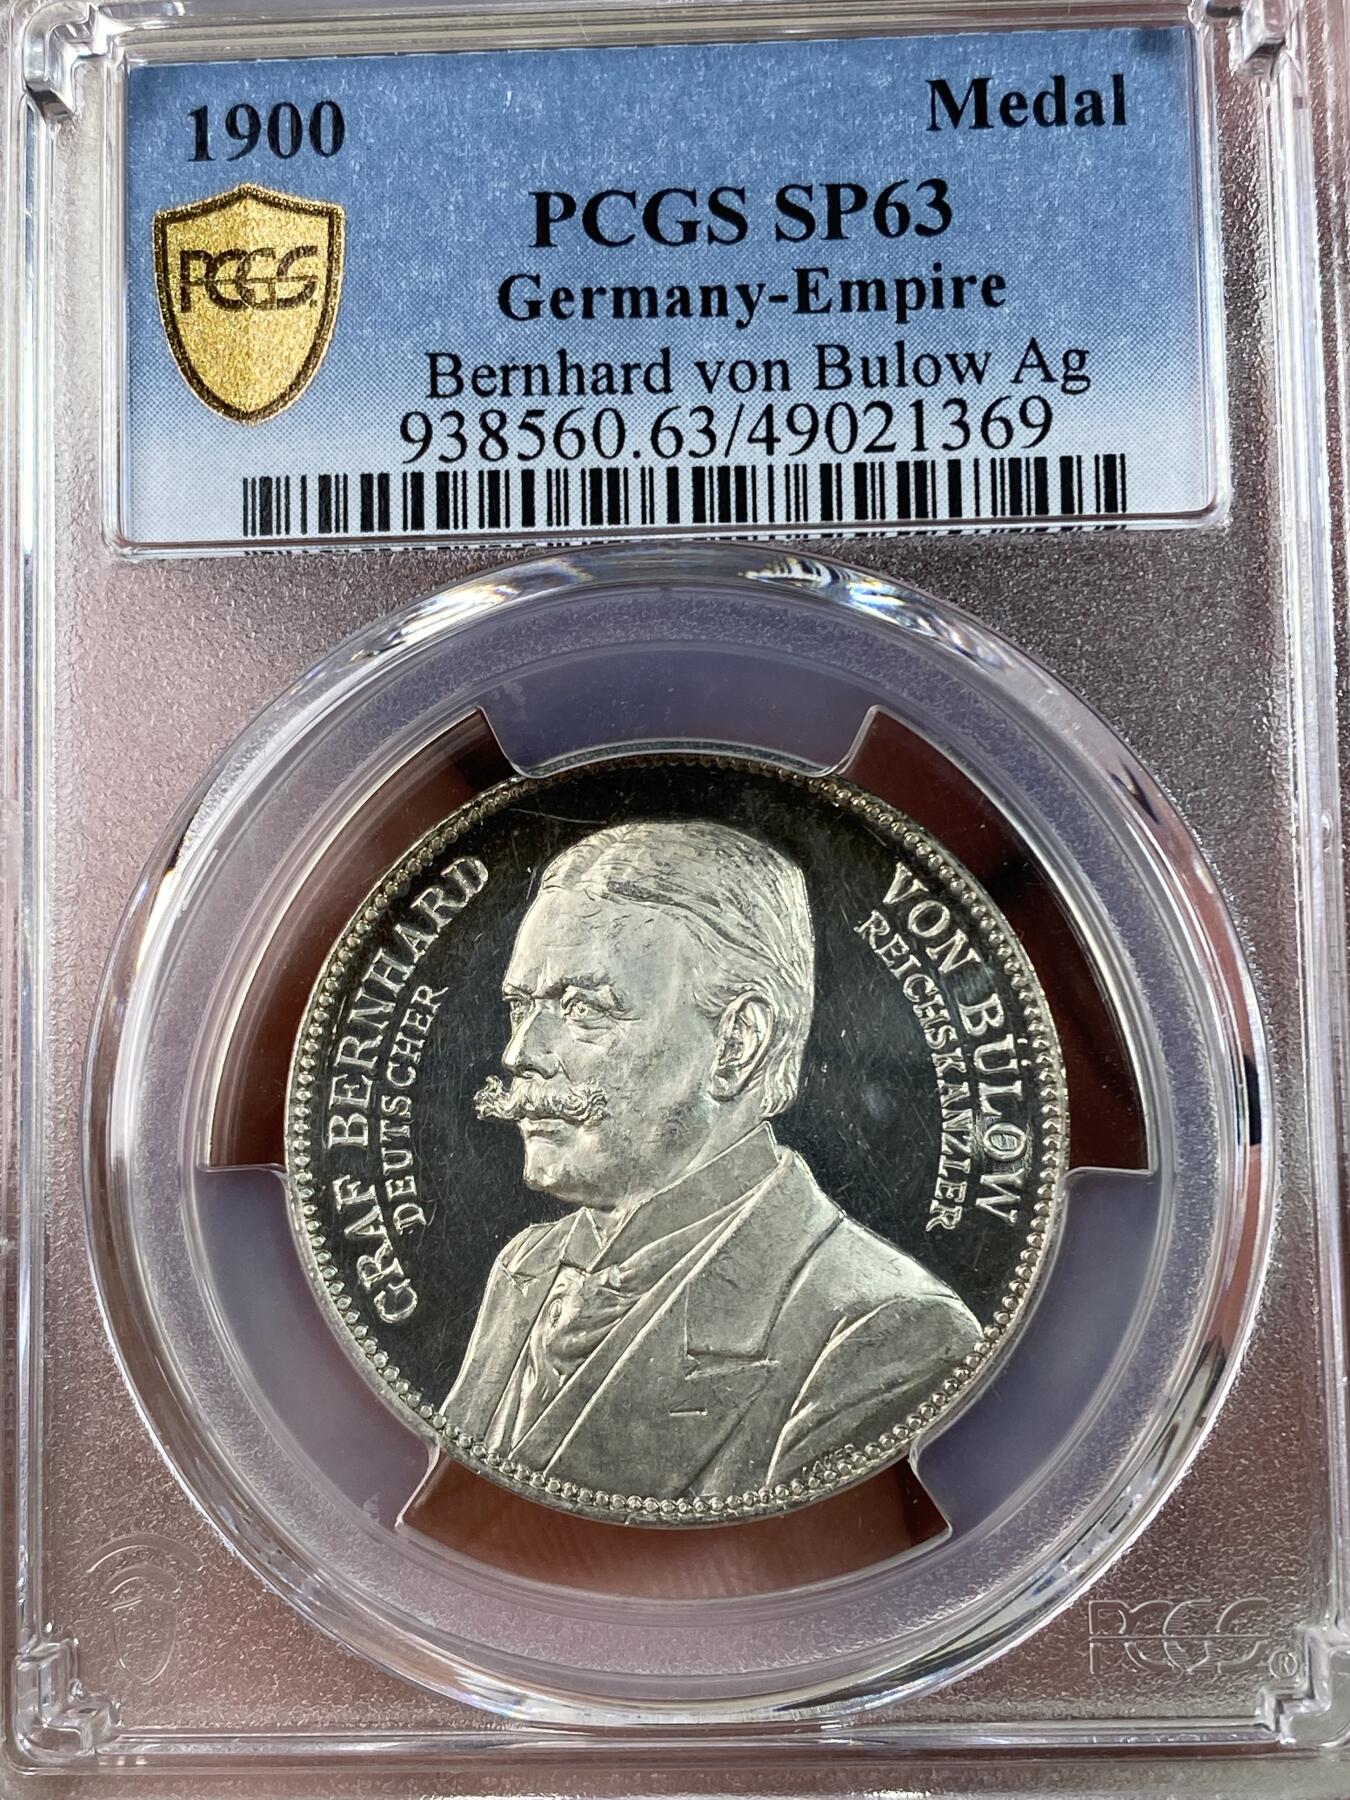 1900
Medal
PCGS
PCGS SP63
Germany-Empire
Bernhard von Bulow Ag
938560.63/49021369
GRAF BERNHARD
VON BÜLOW
DEUTSCHER
REICHSKANZLER
PCGS